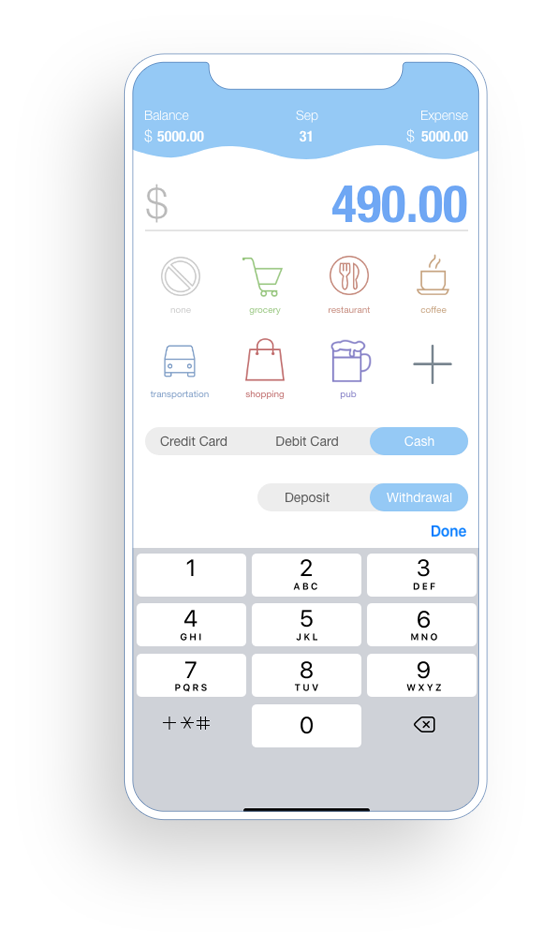 Balance Sep Expense
$ 5000.00 31 $ 5000.00
$ 490.00
none grocery restaurant coffee
transportation shopping pub
Credit Card Debit Card Cash
Deposit Withdrawal
Done
1 2 3
ABC DEF
4 5 6
GHI JKL MNO
7 8 9
PQRS TUV WXYZ
+*# 0